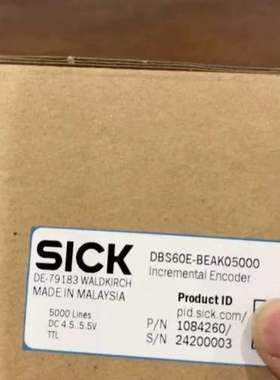 SICK
DE-79183 WALDKIRCH
MADE IN MALAYSIA
5000 Lines
DC 4.5..5.5V
TTL
DBS60E-BEAK05000
Incremental Encoder
Product ID
pid.sick.com/
P/N 1084260/
S/N 24200003